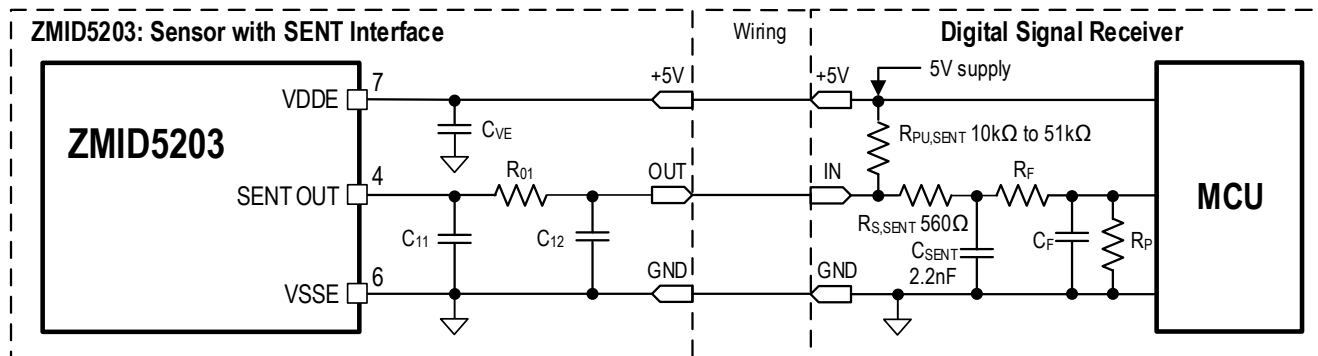 ZMID5203: Sensor with SENT Interface
Wiring
Digital Signal Receiver
7
+5V
+5V
5V supply
VDDE
ZMID5203
CVE
RPU,SENT 10kΩ to 51kΩ
MCU
4
R01
OUT
IN
RF
SENT OUT
RS,SENT 560Ω
C11
C12
CSENT
2.2nF
CF
RP
6
GND
GND
VSSE